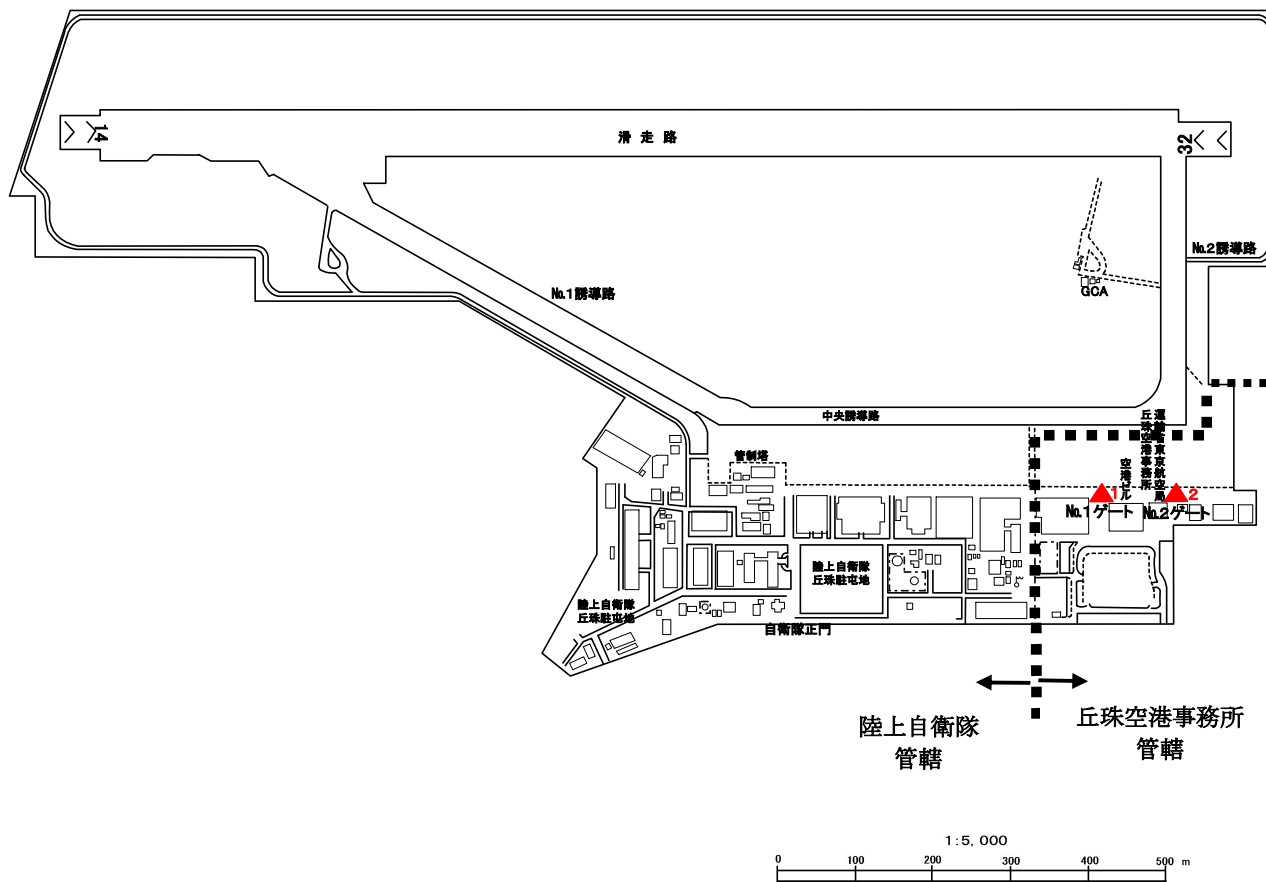 14
滑走路
32
No.2誘導路
GCA
No.1誘導路
中央誘導路
運輸省東京航空局
丘珠空港事務所
空港ビル
管制塔
1
2
No.1ゲート
No.2ゲート
陸上自衛隊
丘珠駐屯地
陸上自衛隊
丘珠駐屯地
自衛隊正門
陸上自衛隊
管轄
丘珠空港事務所
管轄
1:5,000
0 100 200 300 400 500 m